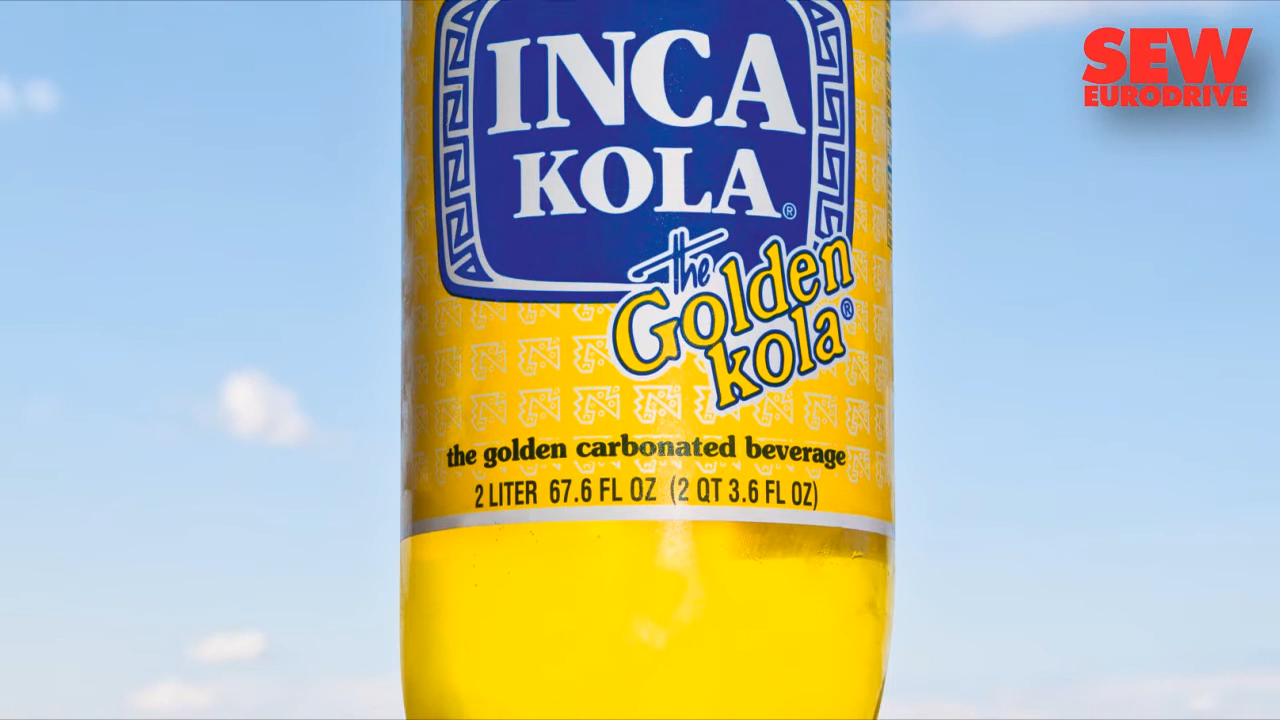 INCA
KOLA®
the
Golden
kola®
the golden carbonated beverage
2 LITER 67.6 FL OZ (2 QT 3.6 FL OZ)
SEW
EURODRIVE